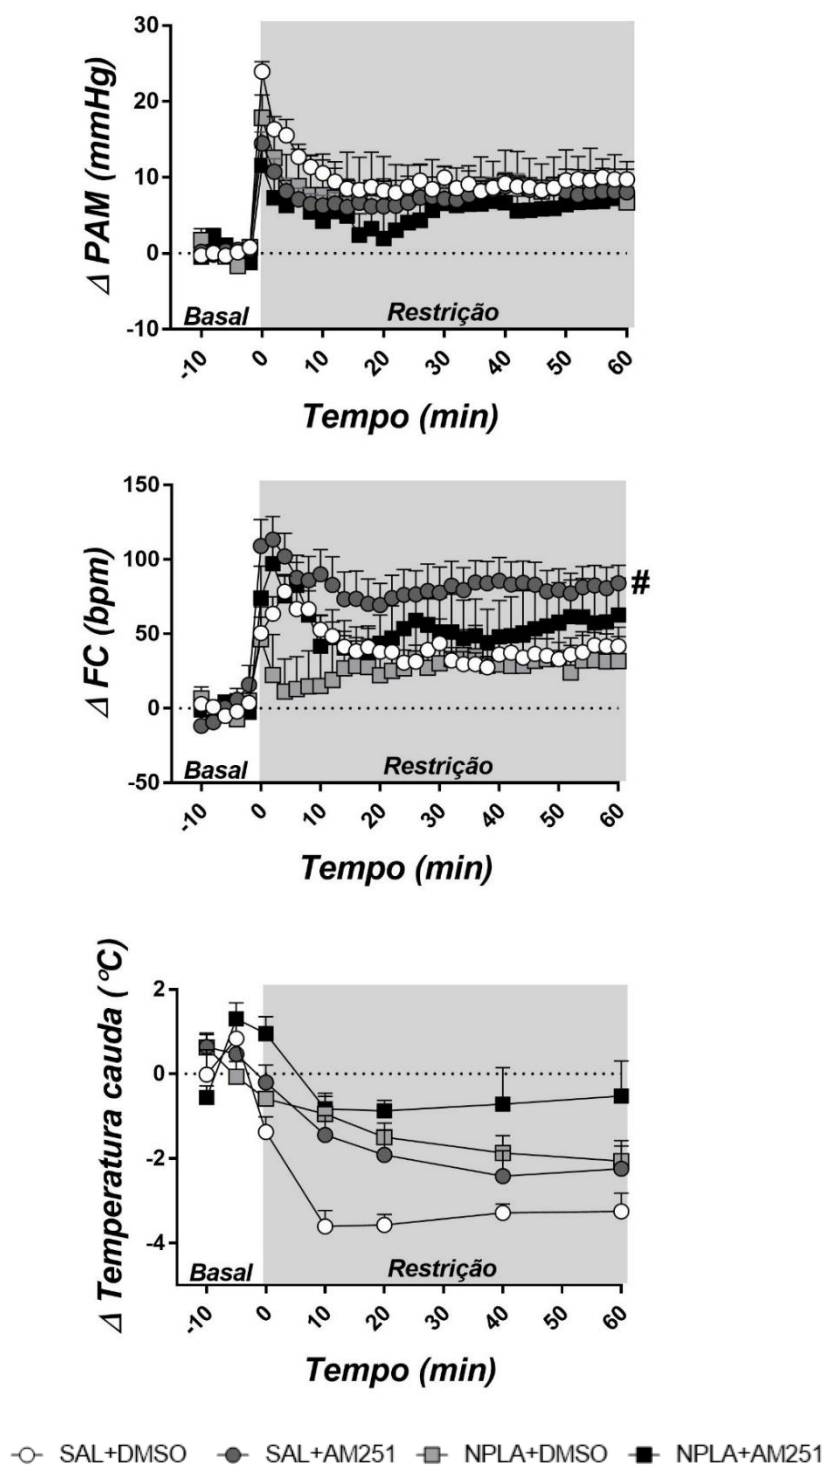 30
20
10
0
-10
Δ PAM (mmHg)
Basal
Restrição
-10 0 10 20 30 40 50 60
Tempo (min)
150
100
50
0
-50
Δ FC (bpm)
#
Basal
Restrição
-10 0 10 20 30 40 50 60
Tempo (min)
2
0
-2
-4
Δ Temperatura cauda (°C)
Basal
Restrição
-10 0 10 20 30 40 50 60
Tempo (min)
SAL+DMSO SAL+AM251 NPLA+DMSO NPLA+AM251